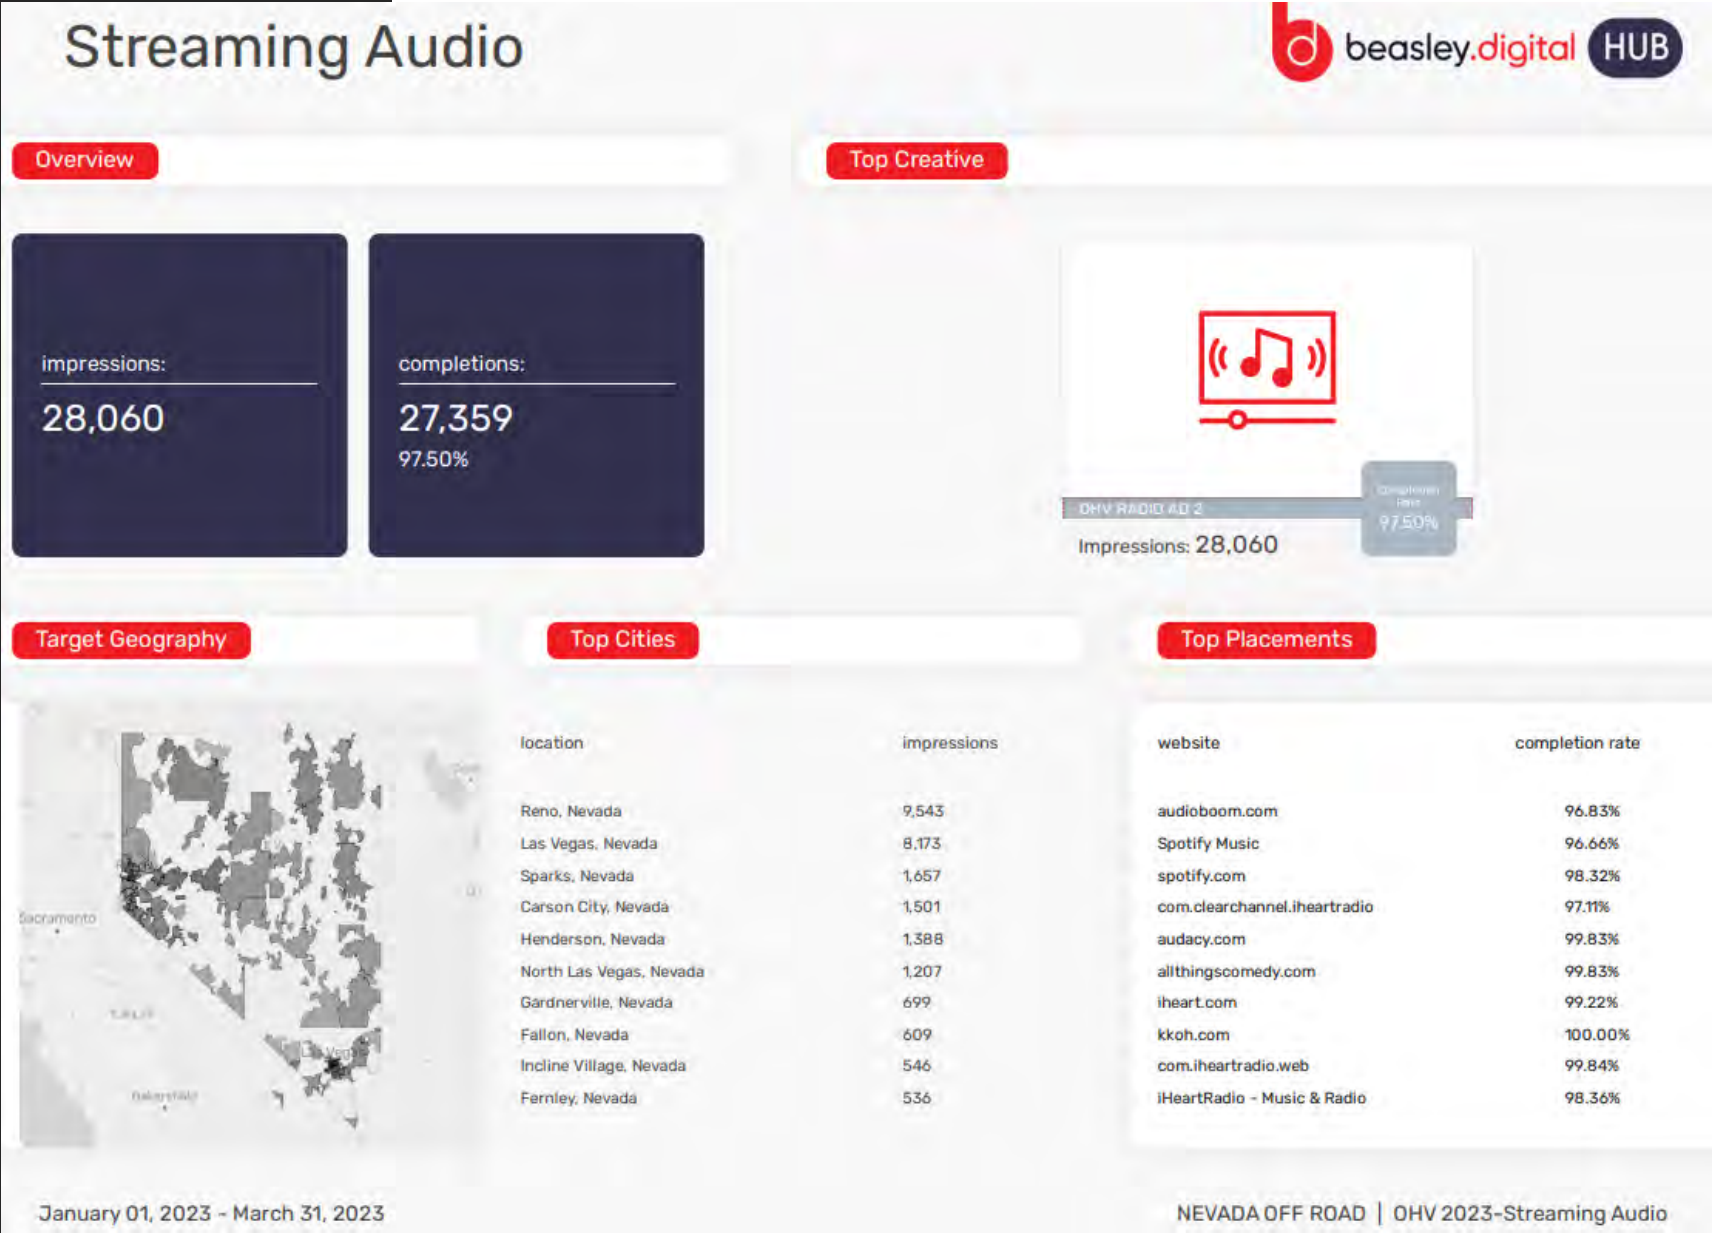 Streaming Audio
beasley.digital HUB
Overview
Top Creative
impressions:
28,060
completions:
27,359
97.50%
OHV RADIO AD 2
Completion
Rate
97.50%
Impressions: 28,060
Target Geography
Top Cities
Top Placements
Sacramento
Las Vegas
Bakersfield
location impressions
Reno, Nevada 9,543
Las Vegas, Nevada 8,173
Sparks, Nevada 1,657
Carson City, Nevada 1,501
Henderson, Nevada 1,388
North Las Vegas, Nevada 1,207
Gardnerville, Nevada 699
Fallon, Nevada 609
Incline Village, Nevada 546
Fernley, Nevada 536
website completion rate
audioboom.com 96.83%
Spotify Music 96.66%
spotify.com 98.32%
com.clearchannel.iheartradio 97.11%
audacy.com 99.83%
allthingscomedy.com 99.83%
iheart.com 99.22%
kkoh.com 100.00%
com.iheartradio.web 99.84%
iHeartRadio - Music & Radio 98.36%
January 01, 2023 - March 31, 2023
NEVADA OFF ROAD | OHV 2023-Streaming Audio